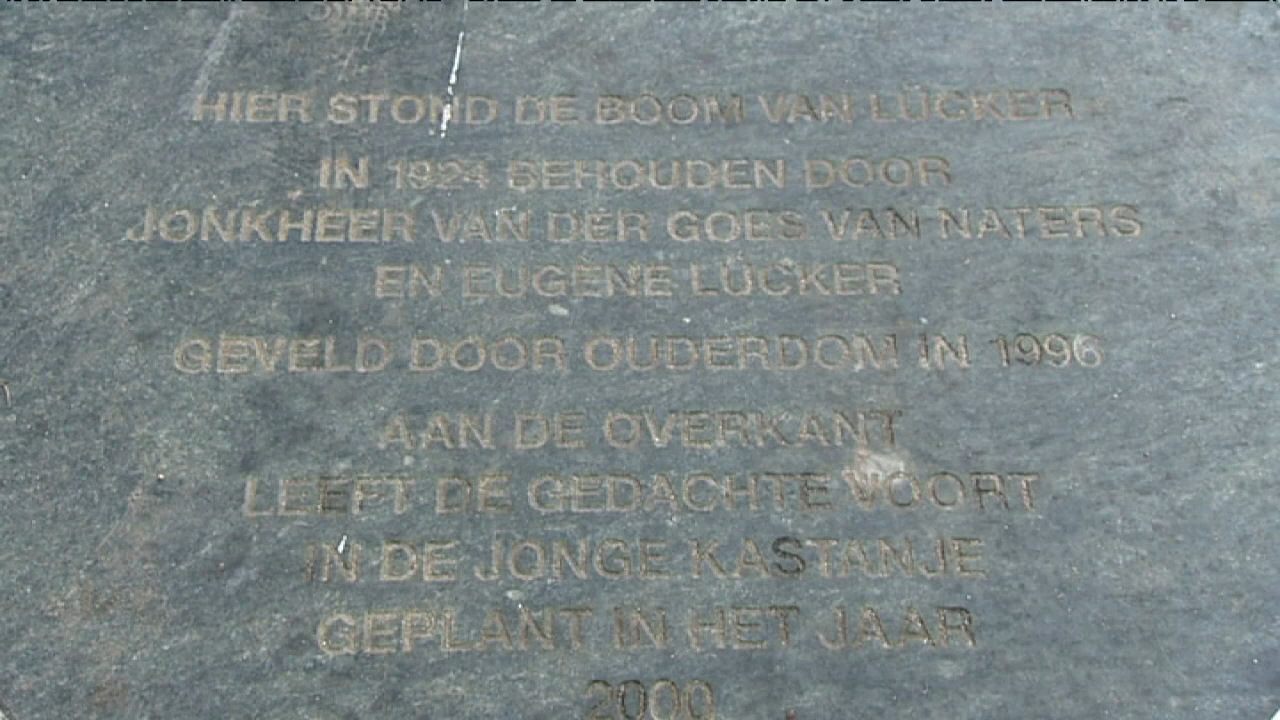 HIER STOND DE BOOM VAN LÜCKER
IN 1924 BEHOUDEN DOOR
JONKHEER VAN DER GOES VAN NATERS
EN EUGÈNE LÜCKER
GEVELD DOOR OUDERDOM IN 1996
AAN DE OVERKANT
LEEFT DE GEDACHTE VOORT
IN DE JONGE KASTANJE
GEPLANT IN HET JAAR
2000